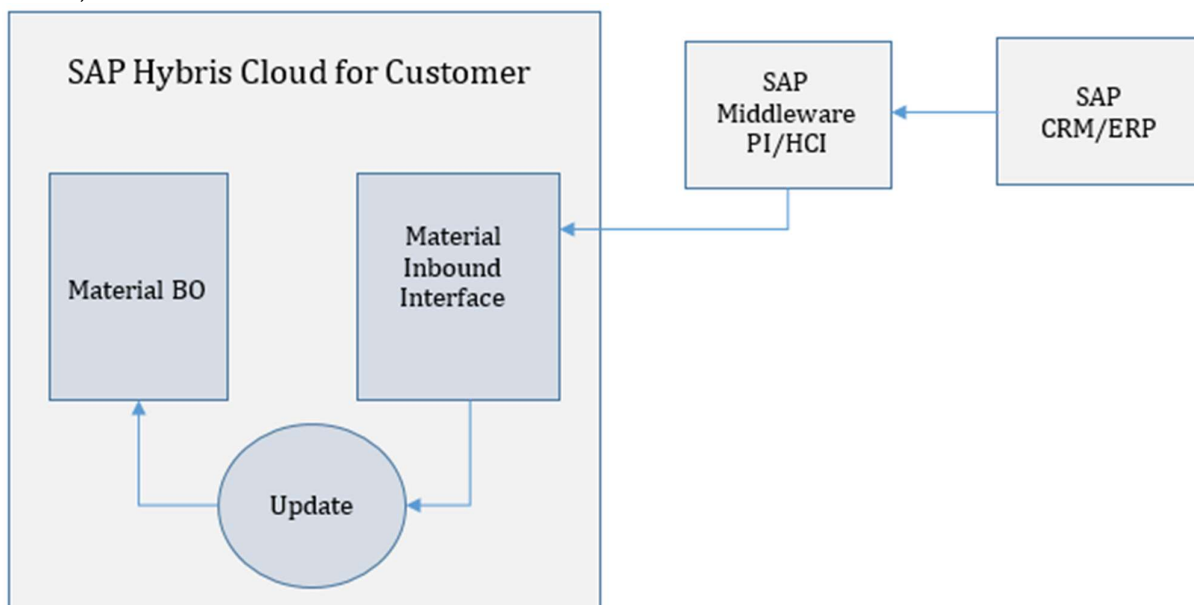 SAP Hybris Cloud for Customer
SAP
Middleware
PI/HCI
SAP
CRM/ERP
Material BO
Material
Inbound
Interface
Update